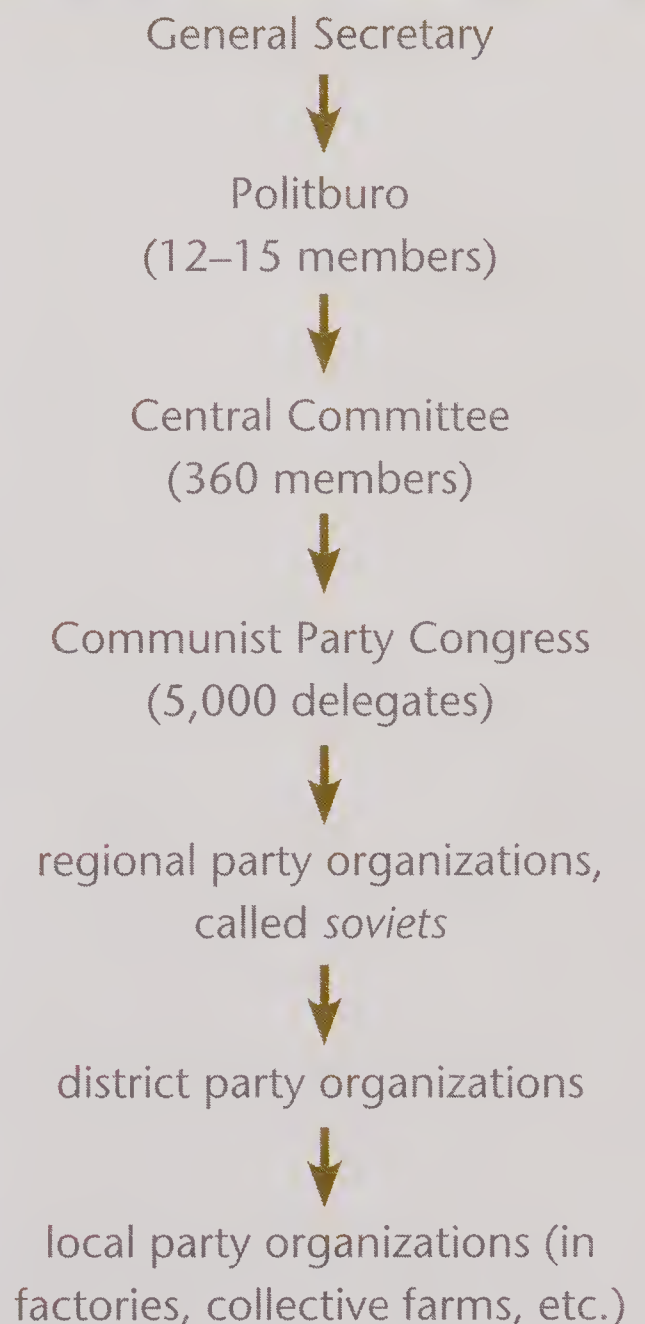 General Secretary
Politburo
(12–15 members)
Central Committee
(360 members)
Communist Party Congress
(5,000 delegates)
regional party organizations,
called soviets
district party organizations
local party organizations (in
factories, collective farms, etc.)